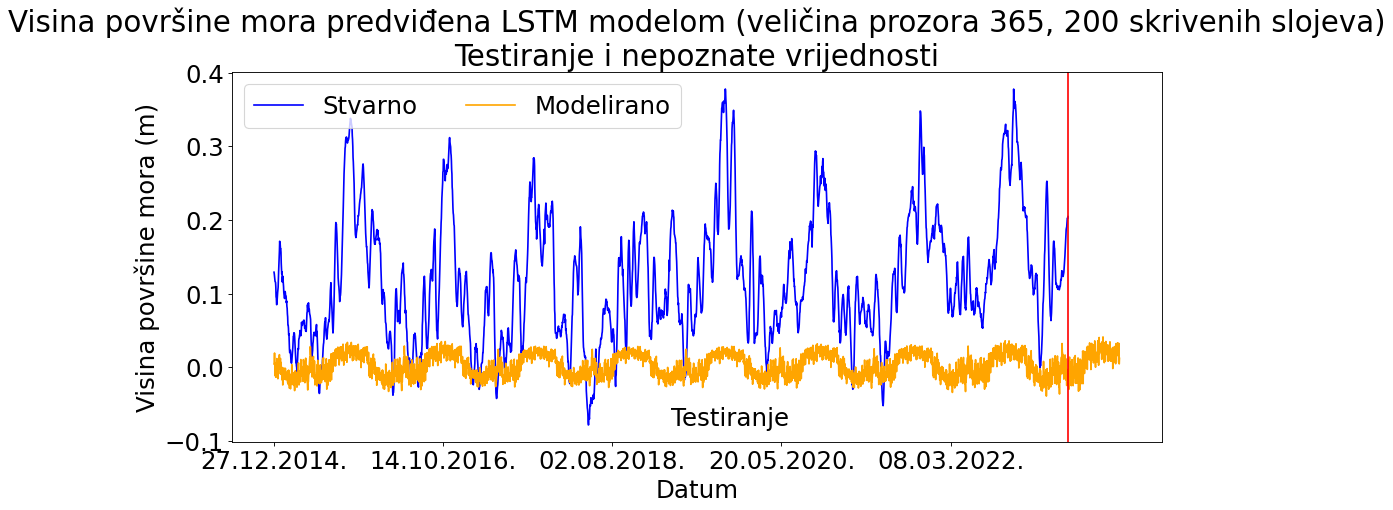 Visina površine mora predviđena LSTM modelom (veličina prozora 365, 200 skrivenih slojeva)
Testiranje i nepoznate vrijednosti
Stvarno Modelirano
Visina površine mora (m)
0.4
0.3
0.2
0.1
0.0
−0.1
Testiranje
27.12.2014. 14.10.2016. 02.08.2018. 20.05.2020. 08.03.2022.
Datum